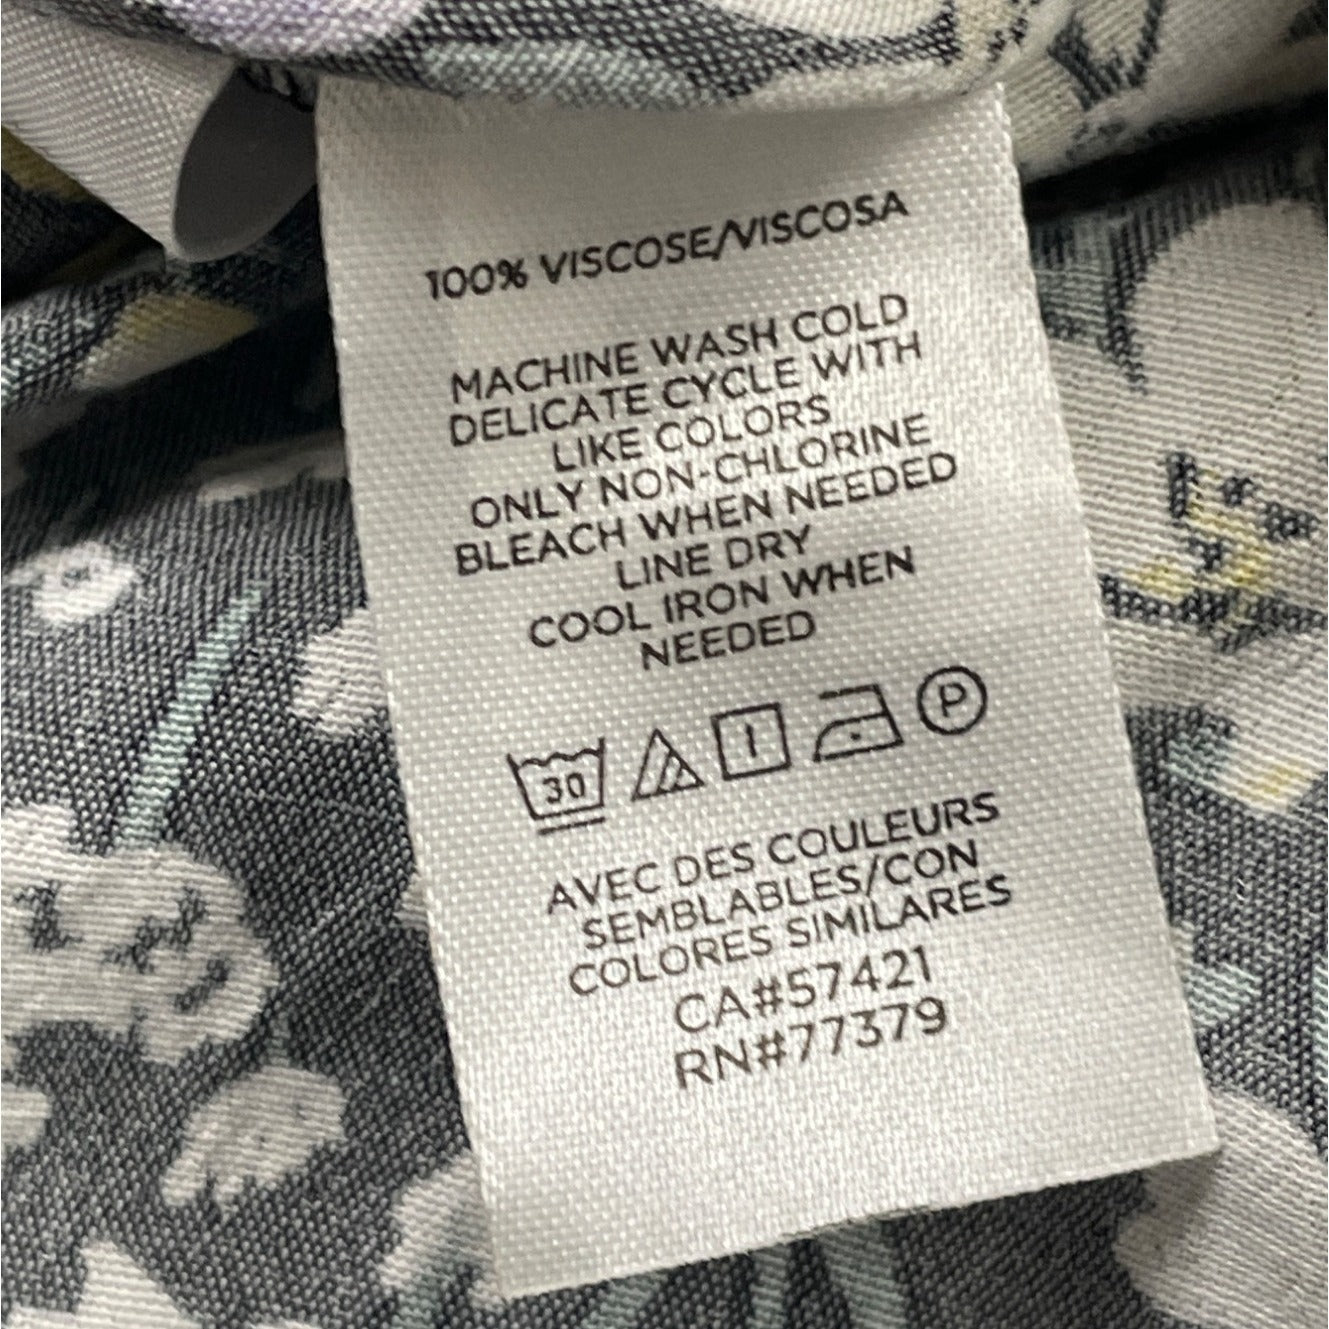 100% VISCOSE/VISCOSA
MACHINE WASH COLD
DELICATE CYCLE WITH
LIKE COLORS
ONLY NON-CHLORINE
BLEACH WHEN NEEDED
LINE DRY
COOL IRON WHEN
NEEDED
30 P
AVEC DES COULEURS
SEMBLABLES/CON
COLORES SIMILARES
CA#57421
RN#77379